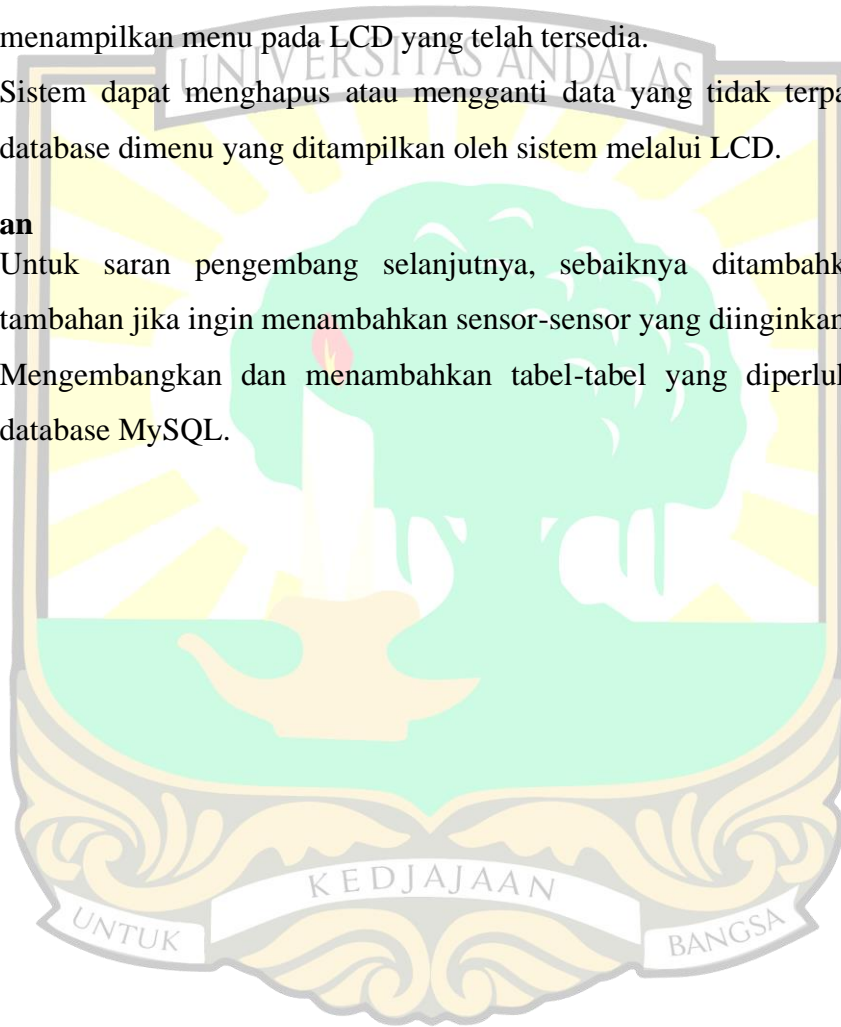 menampilkan menu pada LCD yang telah tersedia.
UNIVERSITAS ANDALAS
Sistem dapat menghapus atau mengganti data yang tidak terpa
database dimenu yang ditampilkan oleh sistem melalui LCD.
an
Untuk saran pengembang selanjutnya, sebaiknya ditambahk
tambahan jika ingin menambahkan sensor-sensor yang diinginkan
Mengembangkan dan menambahkan tabel-tabel yang diperluk
database MySQL.
KEDJAJAAN
UNTUK
BANGSA